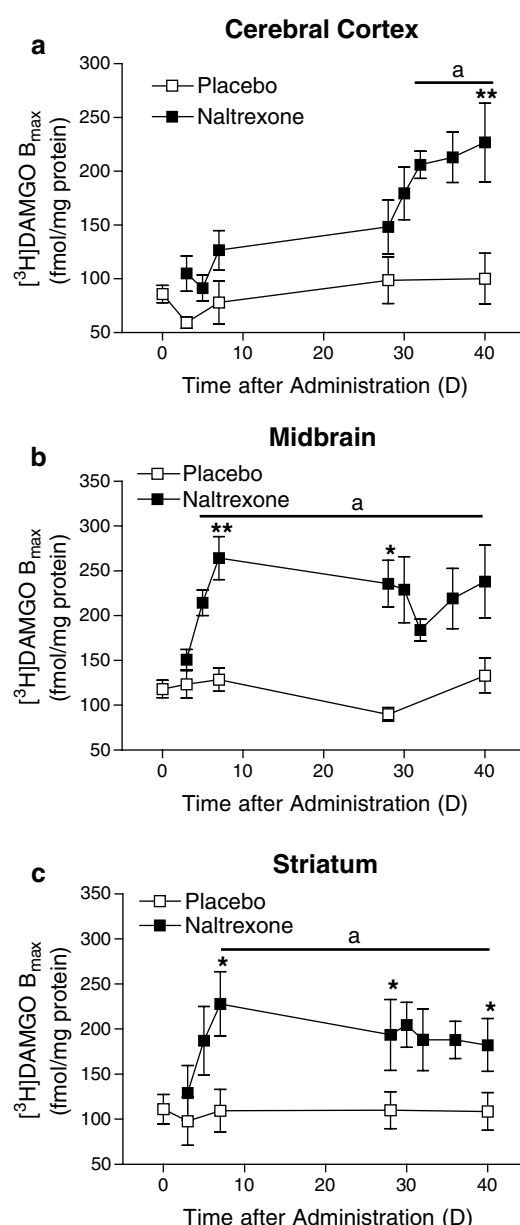 a
Cerebral Cortex
Placebo
Naltrexone
a
**
300
250
200
150
100
50
[³H]DAMGO Bmax
(fmol/mg protein)
0 10 20 30 40
Time after Administration (D)
b
Midbrain
Placebo
Naltrexone
a
**
*
350
300
250
200
150
100
50
[³H]DAMGO Bmax
(fmol/mg protein)
0 10 20 30 40
Time after Administration (D)
c
Striatum
Placebo
Naltrexone
a
*
*
*
350
300
250
200
150
100
50
[³H]DAMGO Bmax
(fmol/mg protein)
0 10 20 30 40
Time after Administration (D)